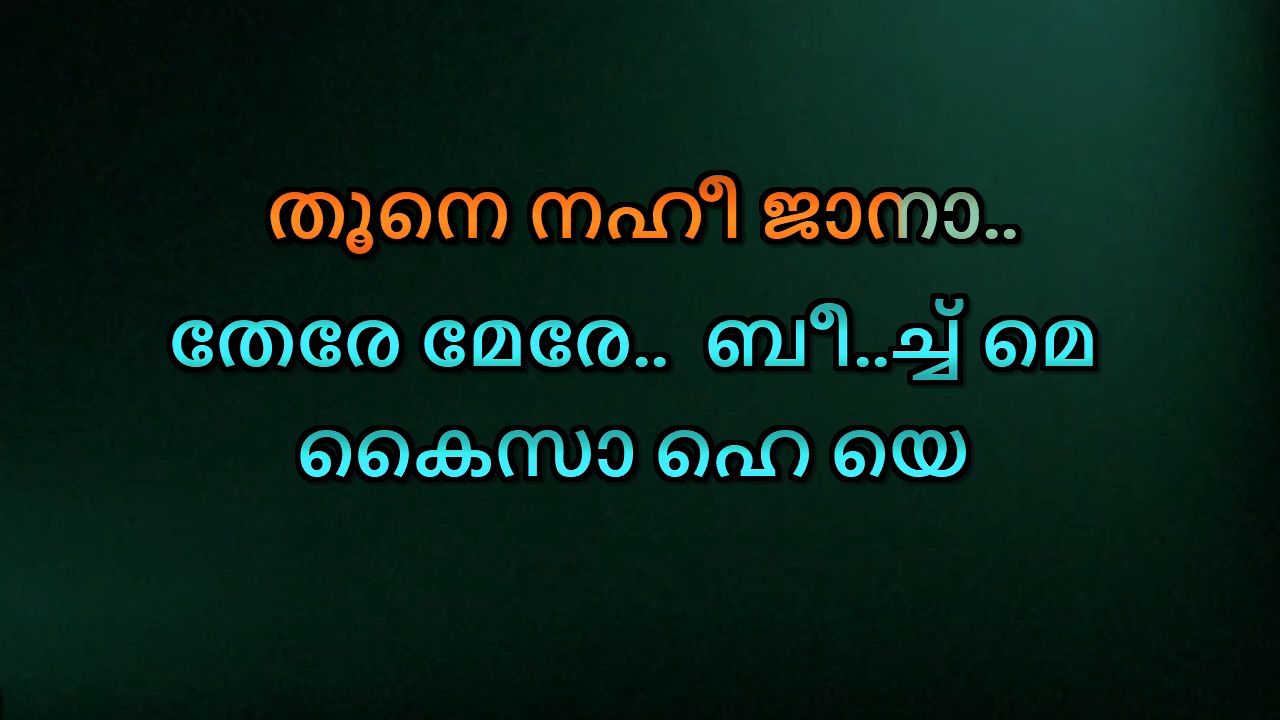 തൂനെ നഹീ ജാനാ..
തേരേ മേരേ.. ബീ..ച്ച് മെ
കൈസാ ഹെ യെ